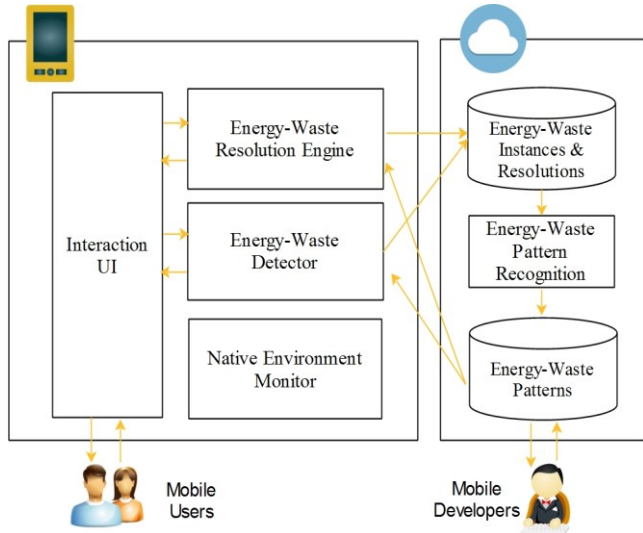 Interaction
UI
Energy-Waste
Resolution Engine
Energy-Waste
Detector
Native Environment
Monitor
Energy-Waste
Instances &
Resolutions
Energy-Waste
Pattern
Recognition
Energy-Waste
Patterns
Mobile
Users
Mobile
Developers